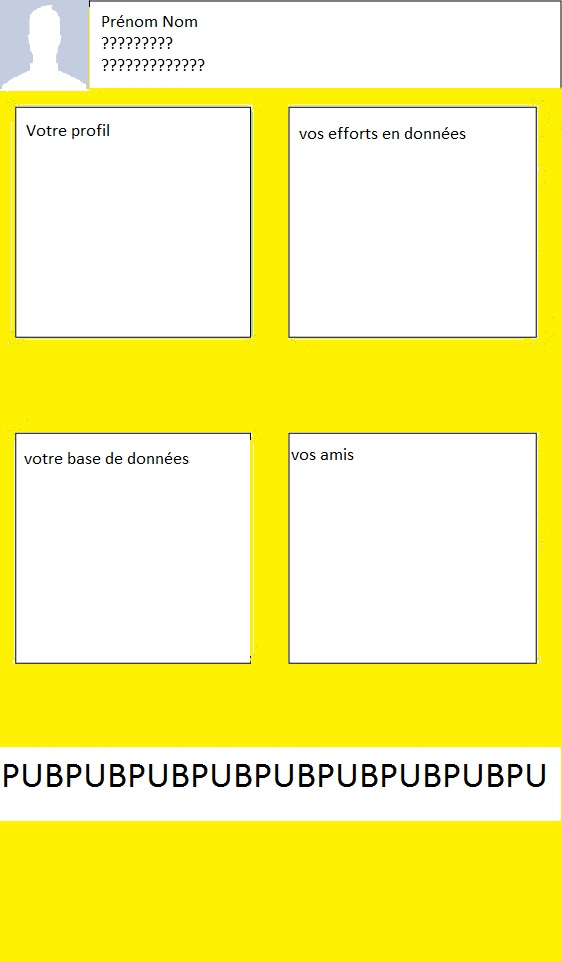 Prénom Nom
?????????
?????????????
Votre profil
vos efforts en données
votre base de données
vos amis
PUBPUBPUBPUBPUBPUBPUBPUBPU